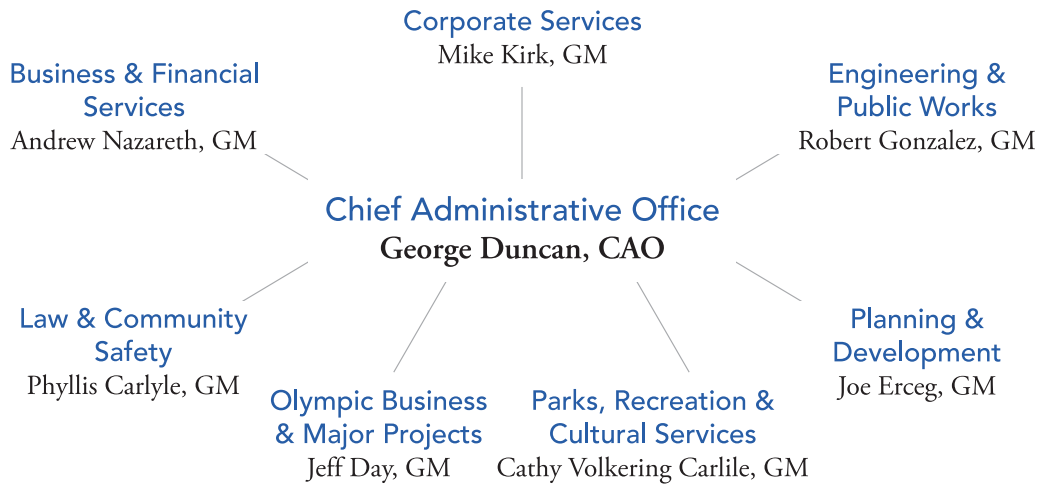 Corporate Services
Mike Kirk, GM
Business & Financial
Services
Andrew Nazareth, GM
Engineering &
Public Works
Robert Gonzalez, GM
Chief Administrative Office
George Duncan, CAO
Law & Community
Safety
Phyllis Carlyle, GM
Planning &
Development
Joe Erceg, GM
Olympic Business
& Major Projects
Jeff Day, GM
Parks, Recreation &
Cultural Services
Cathy Volkering Carlile, GM